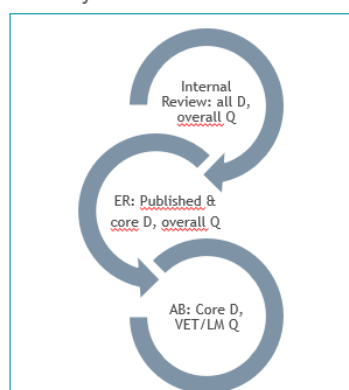 Internal
Review: all D,
overall Q
ER: Published &
core D, overall Q
AB: Core D,
VET/LM Q